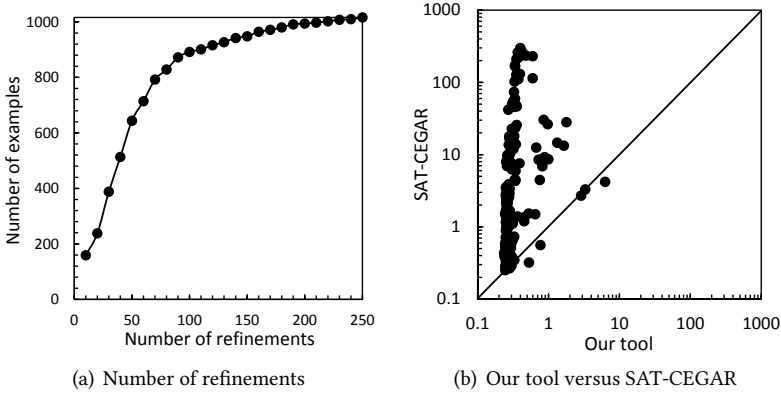 1000
800
600
400
200
0
Number of examples
0 50 100 150 200 250
Number of refinements
(a) Number of refinements
1000
100
10
1
0.1
SAT-CEGAR
0.1 1 10 100 1000
Our tool
(b) Our tool versus SAT-CEGAR